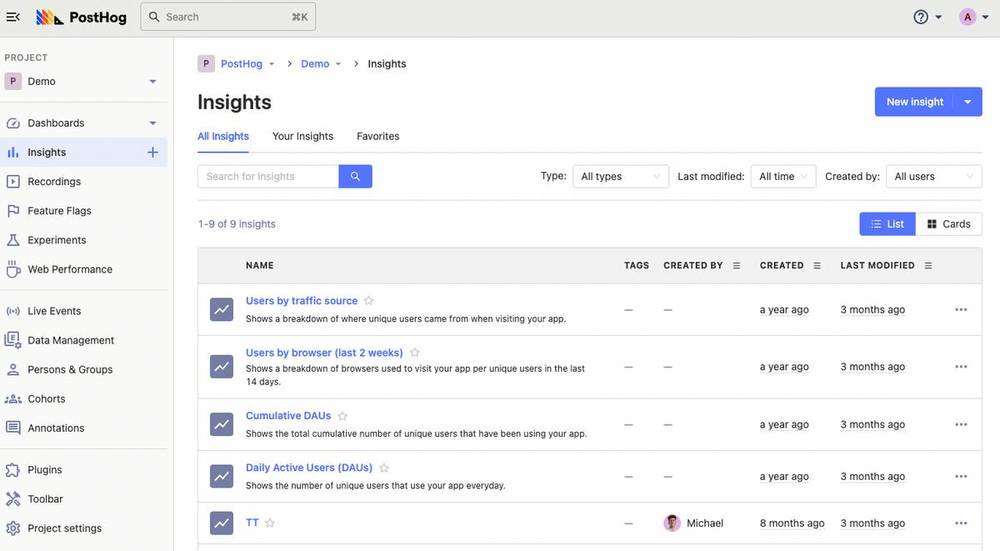 PostHog
Search ⌘K
A
PROJECT
P Demo
Dashboards
Insights
Recordings
Feature Flags
Experiments
Web Performance
Live Events
Data Management
Persons & Groups
Cohorts
Annotations
Plugins
Toolbar
Project settings
P PostHog Demo Insights
Insights
New insight
All Insights Your Insights Favorites
Search for insights
Type: All types Last modified: All time Created by: All users
1-9 of 9 insights
List Cards
NAME TAGS CREATED BY CREATED LAST MODIFIED
Users by traffic source
Shows a breakdown of where unique users came from when visiting your app.
— — a year ago 3 months ago
Users by browser (last 2 weeks)
Shows a breakdown of browsers used to visit your app per unique users in the last
14 days.
— — a year ago 3 months ago
Cumulative DAUs
Shows the total cumulative number of unique users that have been using your app.
— — a year ago 3 months ago
Daily Active Users (DAUs)
Shows the number of unique users that use your app everyday.
— — a year ago 3 months ago
TT — Michael 8 months ago 3 months ago